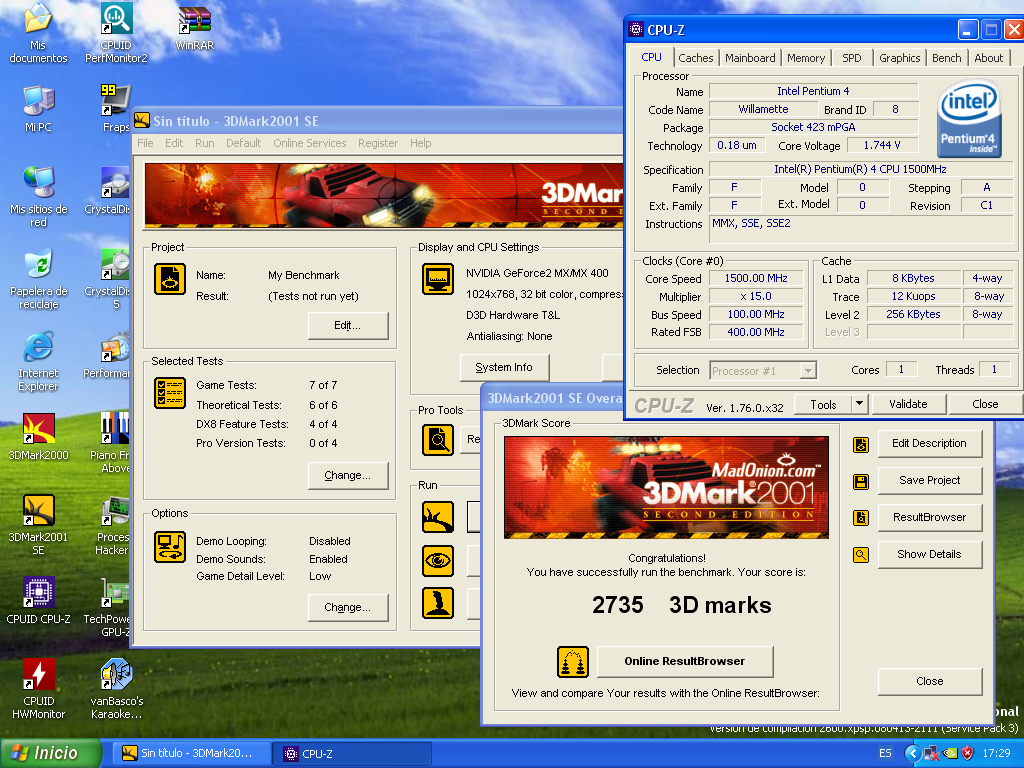 Mis
documentos
CPUID
PerfMonitor2
WinRAR
99
Mi PC
Fraps
Mis sitios de
red
CrystalDis
Papelera de
reciclaje
CrystalDis
5
Internet
Explorer
Performa
3DMark2000
Piano Fr
Above
3DMark2001
SE
Proces
Hacker
CPUID CPU-Z
TechPowe
GPU-Z
CPUID
HWMonitor
vanBasco's
Karaoke...
Sin título - 3DMark2001 SE
File Edit Run Default Online Services Register Help
3DMar
SECOND E
Project
Name: My Benchmark
Result: (Tests not run yet)
Edit...
Selected Tests
Game Tests: 7 of 7
Theoretical Tests: 6 of 6
DX8 Feature Tests: 4 of 4
Pro Version Tests: 0 of 4
Change...
Options
Demo Looping: Disabled
Demo Sounds: Enabled
Game Detail Level: Low
Change...
Display and CPU Settings
NVIDIA GeForce2 MX/MX 400
1024x768, 32 bit color, compress
D3D Hardware T&L
Antialiasing: None
System Info
Pro Tools
Re
Run
CPU-Z
CPU Caches Mainboard Memory SPD Graphics Bench About
Processor
Name Intel Pentium 4
Code Name Willamette Brand ID 8
Package Socket 423 mPGA
Technology 0.18 um Core Voltage 1.744 V
intel
Pentium®4
inside™
Specification Intel(R) Pentium(R) 4 CPU 1500MHz
Family F Model 0 Stepping A
Ext. Family F Ext. Model 0 Revision C1
Instructions MMX, SSE, SSE2
Clocks (Core #0)
Core Speed 1500.00 MHz
Multiplier x 15.0
Bus Speed 100.00 MHz
Rated FSB 400.00 MHz
Cache
L1 Data 8 KBytes 4-way
Trace 12 Kuops 8-way
Level 2 256 KBytes 8-way
Level 3
Selection Processor #1 Cores 1 Threads 1
CPU-Z Ver. 1.76.0.x32 Tools Validate Close
3DMark2001 SE Overa
3DMark Score
MadOnion.com™
3DMark®2001
SECOND EDITION
Congratulations!
You have successfully run the benchmark. Your score is:
2735 3D marks
Online ResultBrowser
View and compare Your results with the Online ResultBrowser:
Edit Description
Save Project
ResultBrowser
Show Details
Close
onal
Versión de compilación 2600.xpsp.080413-2111 (Service Pack 3)
Inicio
Sin título - 3DMark20...
CPU-Z
ES
17:29